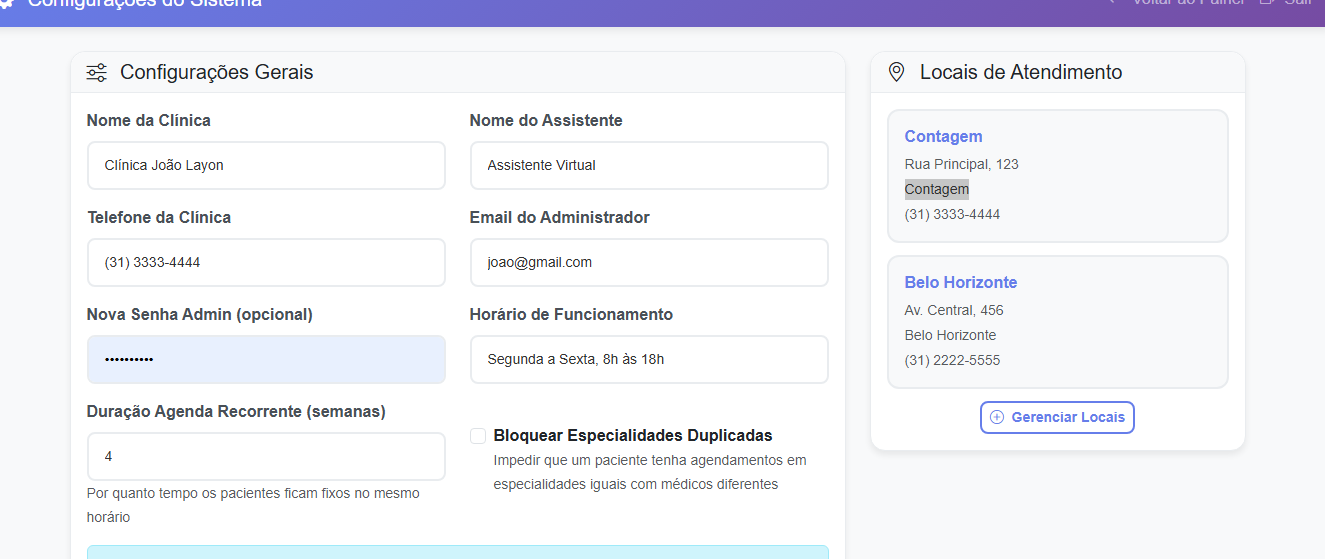 Configurações do Sistema
Voltar ao Painel
Sair
Configurações Gerais
Nome da Clínica
Nome do Assistente
Clínica João Layon
Assistente Virtual
Telefone da Clínica
Email do Administrador
(31) 3333-4444
joao@gmail.com
Nova Senha Admin (opcional)
Horário de Funcionamento
••••••••••
Segunda a Sexta, 8h às 18h
Duração Agenda Recorrente (semanas)
4
Por quanto tempo os pacientes ficam fixos no mesmo
horário
Bloquear Especialidades Duplicadas
Impedir que um paciente tenha agendamentos em
especialidades iguais com médicos diferentes
Locais de Atendimento
Contagem
Rua Principal, 123
Contagem
(31) 3333-4444
Belo Horizonte
Av. Central, 456
Belo Horizonte
(31) 2222-5555
Gerenciar Locais